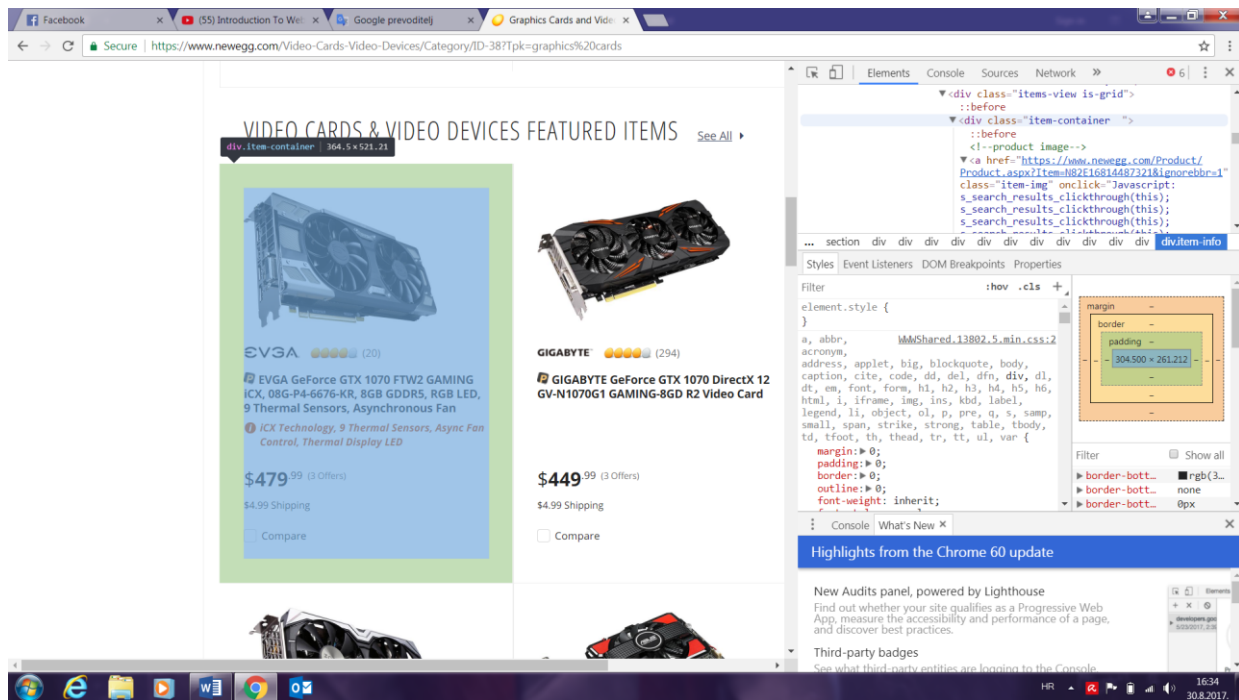 Facebook
(55) Introduction To Wel
Google prevoditelj
Graphics Cards and Vide
Secure
https://www.newegg.com/Video-Cards-Video-Devices/Category/ID-38?Tpk=graphics%20cards
VIDEO CARDS & VIDEO DEVICES FEATURED ITEMS See All
div.item-container 364.5 × 521.21
EVGA (20)
EVGA GeForce GTX 1070 FTW2 GAMING
iCX, 08G-P4-6676-KR, 8GB GDDR5, RGB LED,
9 Thermal Sensors, Asynchronous Fan
iCX Technology, 9 Thermal Sensors, Async Fan
Control, Thermal Display LED
$479.99 (3 Offers)
$4.99 Shipping
Compare
GIGABYTE (294)
GIGABYTE GeForce GTX 1070 DirectX 12
GV-N1070G1 GAMING-8GD R2 Video Card
$449.99 (3 Offers)
$4.99 Shipping
Compare
Elements Console Sources Network » 6
▼<div class="items-view is-grid">
::before
▼<div class="item-container  ">
::before
<!--product image-->
▼<a href="https://www.newegg.com/Product/
Product.aspx?Item=N82E16814487321&ignorebbr=1"
class="item-img" onclick="Javascript:
s_search_results_clickthrough(this);
s_search_results_clickthrough(this);
s_search_results_clickthrough(this);
... section div div div div div div div div div div div div.item-info
Styles Event Listeners DOM Breakpoints Properties
Filter :hov .cls +
element.style {
}
a, abbr, WWWShared.13802.5.min.css:2
acronym,
address, applet, big, blockquote, body,
caption, cite, code, dd, del, dfn, div, dl,
dt, em, font, form, h1, h2, h3, h4, h5, h6,
html, i, iframe, img, ins, kbd, label,
legend, li, object, ol, p, pre, q, s, samp,
small, span, strike, strong, table, tbody,
td, tfoot, th, thead, tr, tt, ul, var {
margin:▶ 0;
padding:▶ 0;
border:▶ 0;
outline:▶ 0;
font-weight: inherit;
margin –
border –
padding –
304.500 × 261.212
Filter Show all
▶border-bott… rgb(3…
▶border-bott… none
▶border-bott… 0px
Console What's New ×
Highlights from the Chrome 60 update
New Audits panel, powered by Lighthouse
Find out whether your site qualifies as a Progressive Web
App, measure the accessibility and performance of a page,
and discover best practices.
Third-party badges
See what third-party entities are logging to the Console,
Elements
developers.goo
HR
16:34
30.8.2017.